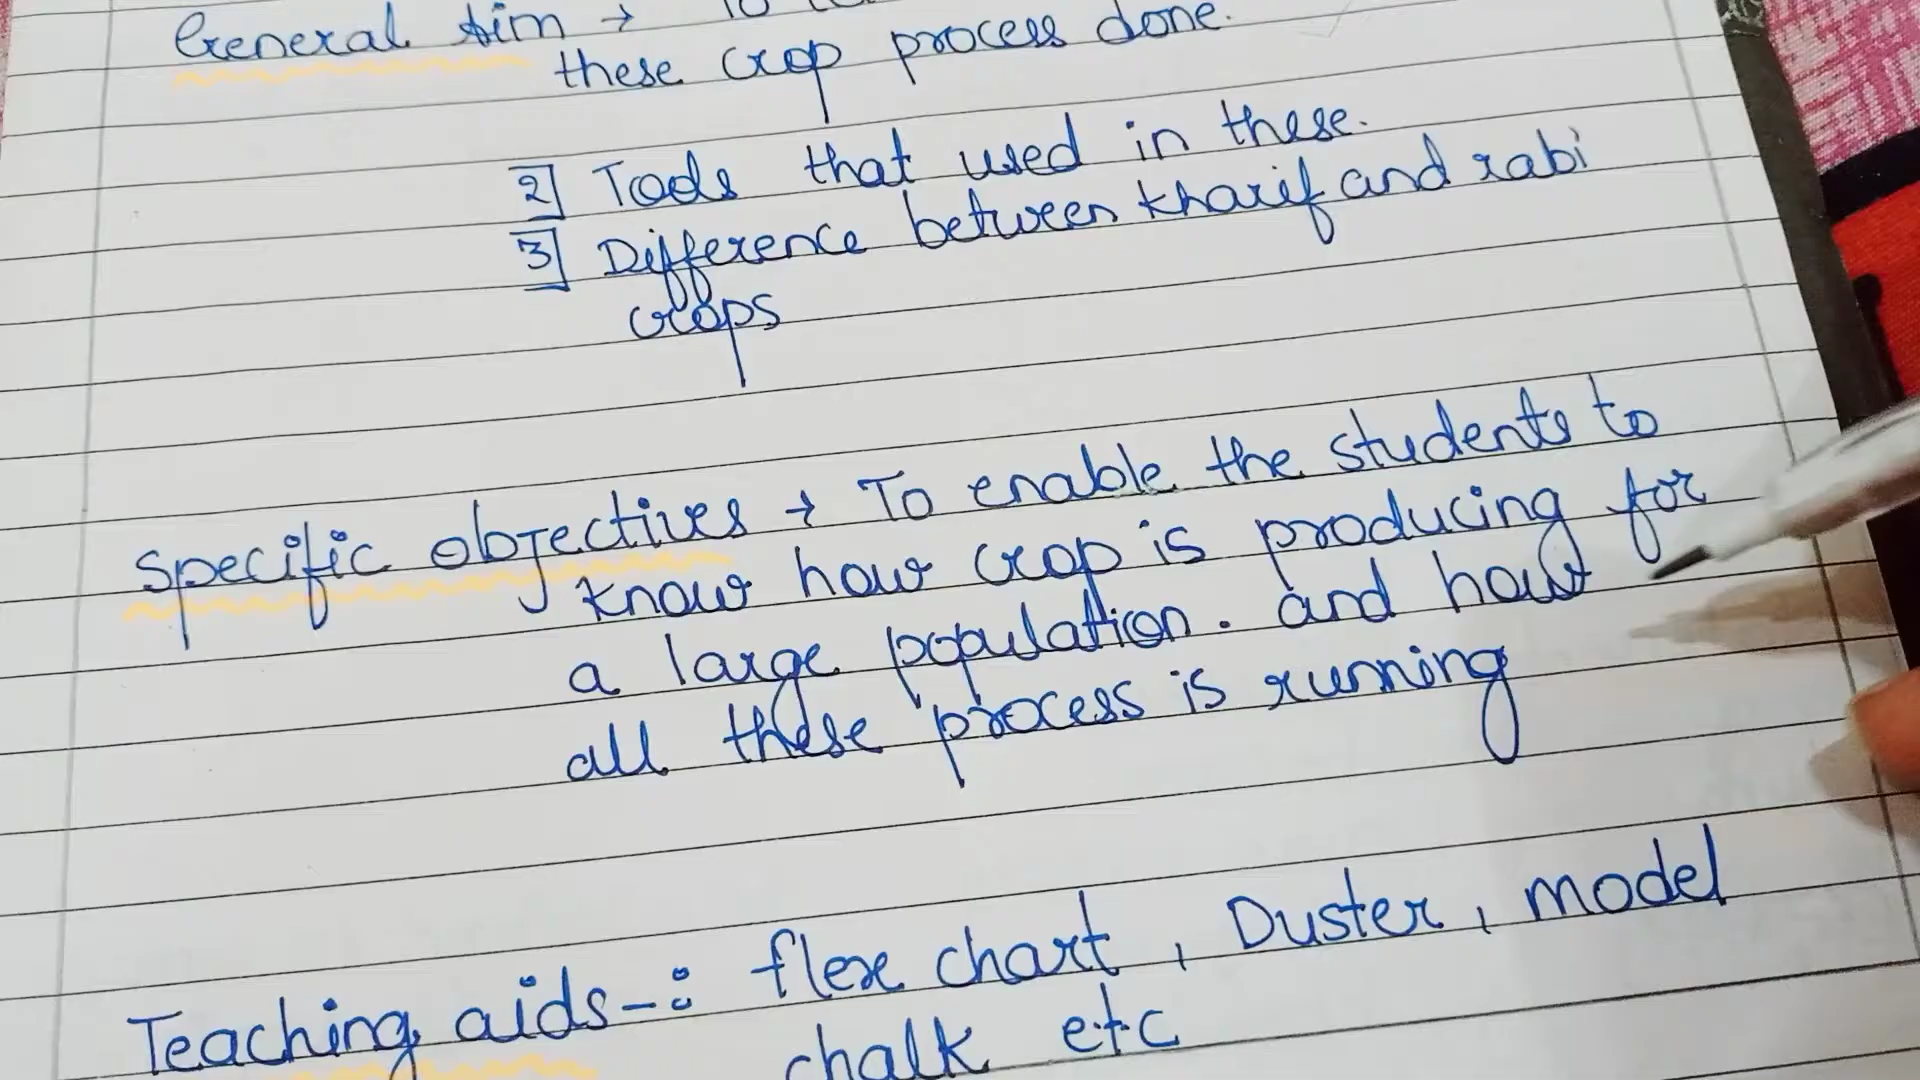 General Aim → To
these crop process done.
2] Tools that used in these.
3] Difference between kharif and rabi
crops
Specific objectives → To enable the students to
know how crop is producing for
a large population. and how
all these process is running
Teaching aids-: flex chart, Duster, model
chalk etc